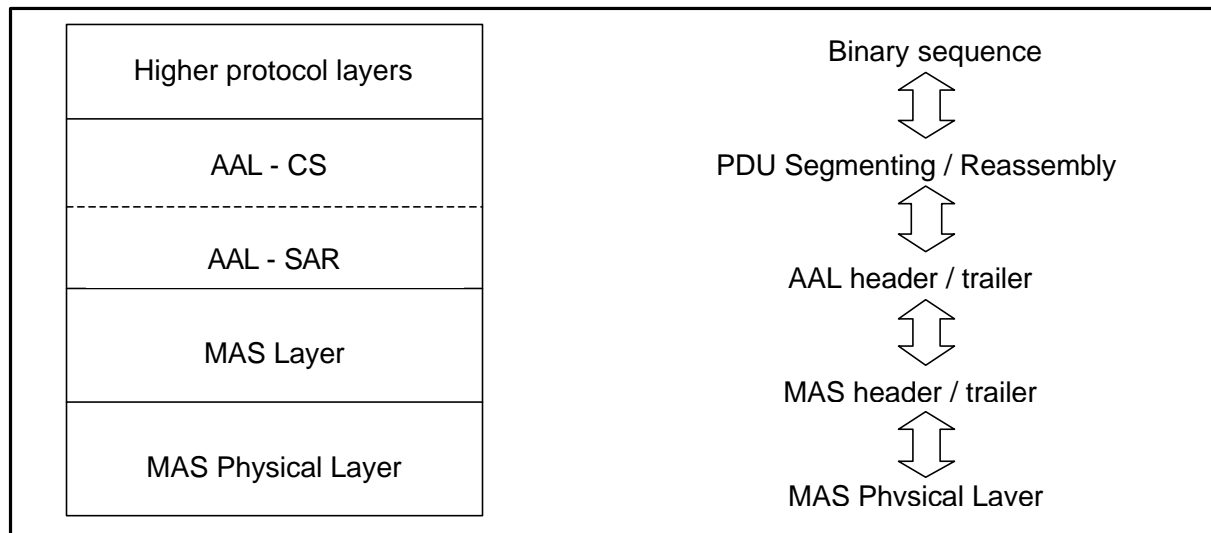 Higher protocol layers
AAL - CS
AAL - SAR
MAS Layer
MAS Physical Layer
Binary sequence
PDU Segmenting / Reassembly
AAL header / trailer
MAS header / trailer
MAS Physical Layer